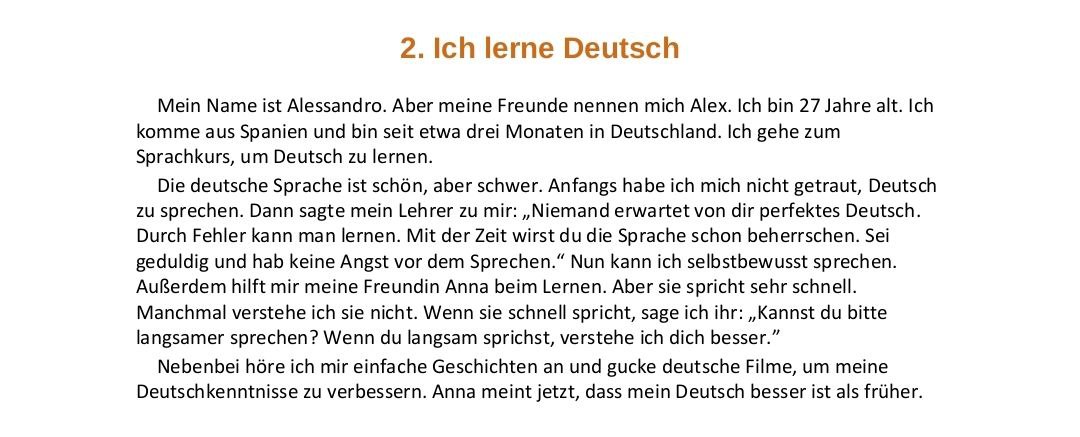 2. Ich lerne Deutsch
Mein Name ist Alessandro. Aber meine Freunde nennen mich Alex. Ich bin 27 Jahre alt. Ich
komme aus Spanien und bin seit etwa drei Monaten in Deutschland. Ich gehe zum
Sprachkurs, um Deutsch zu lernen.
Die deutsche Sprache ist schön, aber schwer. Anfangs habe ich mich nicht getraut, Deutsch
zu sprechen. Dann sagte mein Lehrer zu mir: „Niemand erwartet von dir perfektes Deutsch.
Durch Fehler kann man lernen. Mit der Zeit wirst du die Sprache schon beherrschen. Sei
geduldig und hab keine Angst vor dem Sprechen.“ Nun kann ich selbstbewusst sprechen.
Außerdem hilft mir meine Freundin Anna beim Lernen. Aber sie spricht sehr schnell.
Manchmal verstehe ich sie nicht. Wenn sie schnell spricht, sage ich ihr: „Kannst du bitte
langsamer sprechen? Wenn du langsam sprichst, verstehe ich dich besser.”
Nebenbei höre ich mir einfache Geschichten an und gucke deutsche Filme, um meine
Deutschkenntnisse zu verbessern. Anna meint jetzt, dass mein Deutsch besser ist als früher.